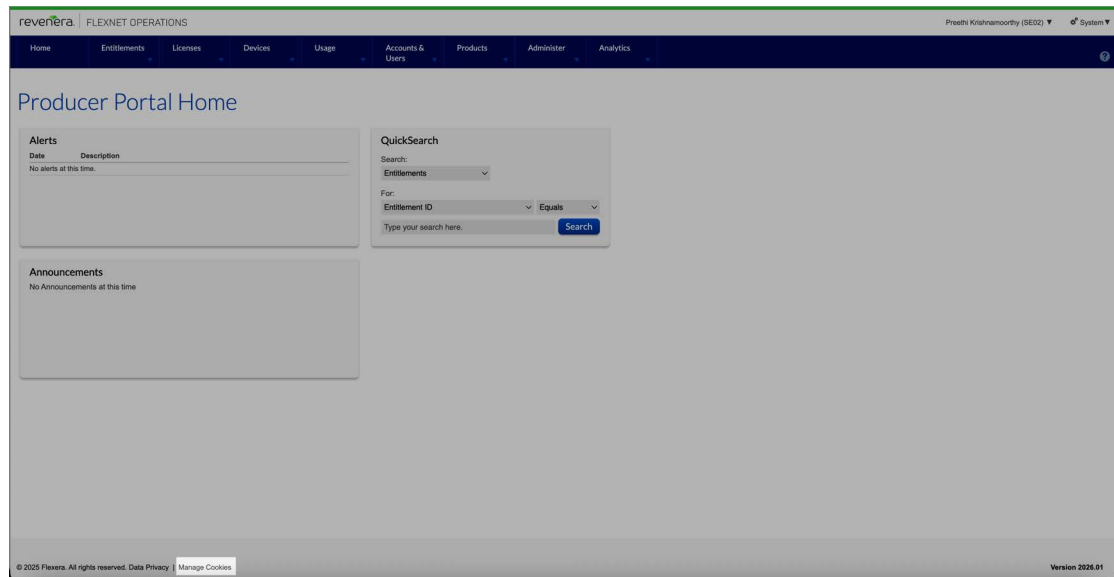 revenera. FLEXNET OPERATIONS
Preethi Krishnamoorthy (SE02) ▼ System ▼
Home Entitlements Licenses Devices Usage Accounts & Users Products Administer Analytics
Producer Portal Home
Alerts
Date Description
No alerts at this time.
QuickSearch
Search:
Entitlements
For:
Entitlement ID Equals
Type your search here. Search
Announcements
No Announcements at this time
© 2025 Flexera. All rights reserved. Data Privacy | Manage Cookies
Version 2026.01